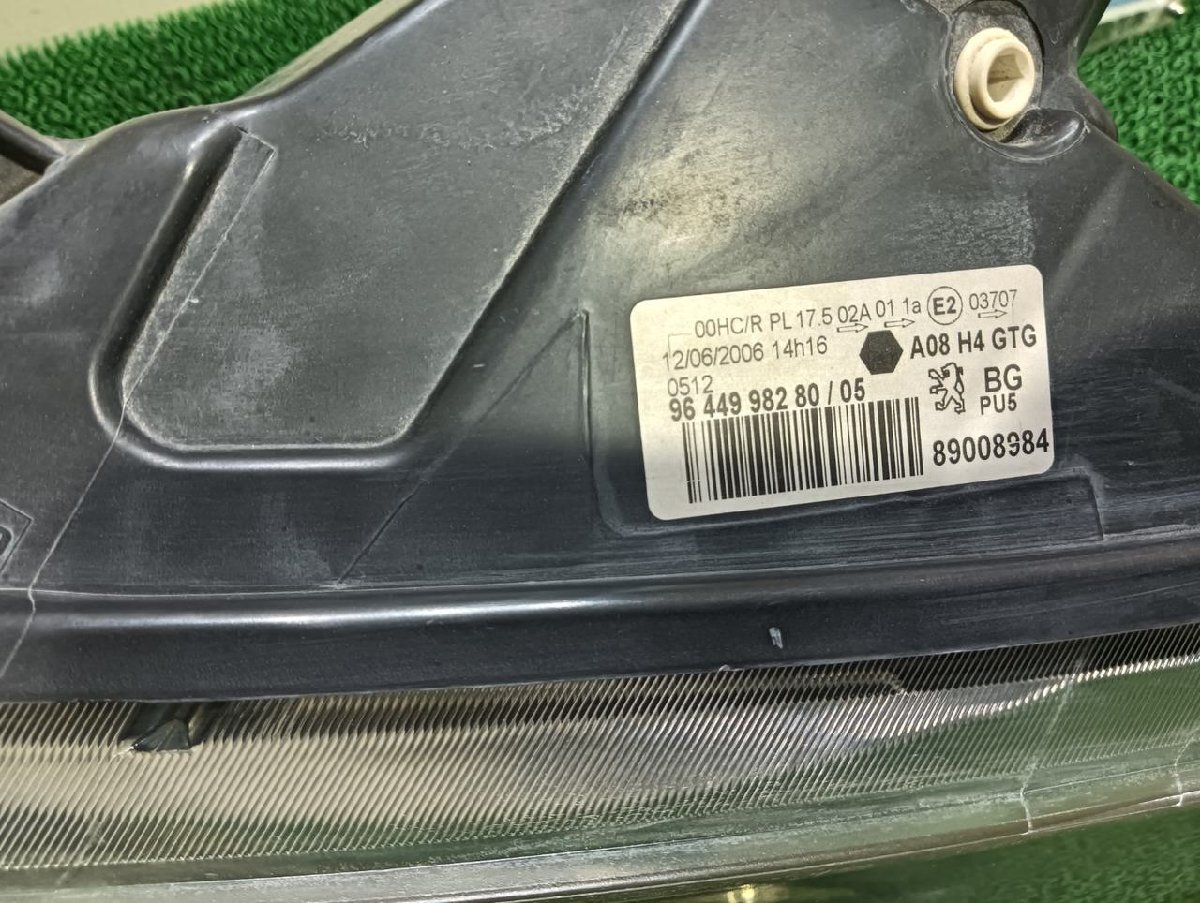 00HC/R PL 17.5 02A 01 1a E2 03707
12/06/2006 14h16
A08 H4 GTG
0512
96 449 982 80 / 05
BG
PU5
89008984